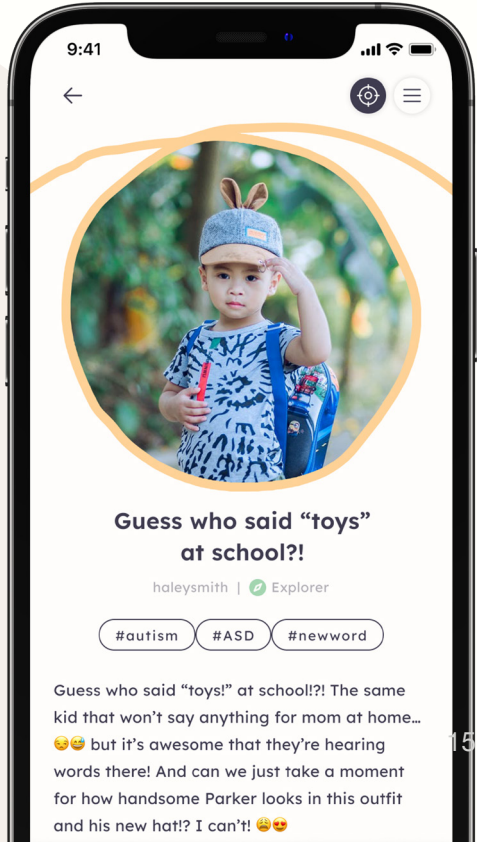 9:41
Guess who said “toys”
at school?!
haleysmith | Explorer
#autism #ASD #newword
Guess who said “toys!” at school!?! The same
kid that won’t say anything for mom at home...
😒😅 but it’s awesome that they’re hearing
words there! And can we just take a moment
for how handsome Parker looks in this outfit
and his new hat!? I can’t! 😩😍
15